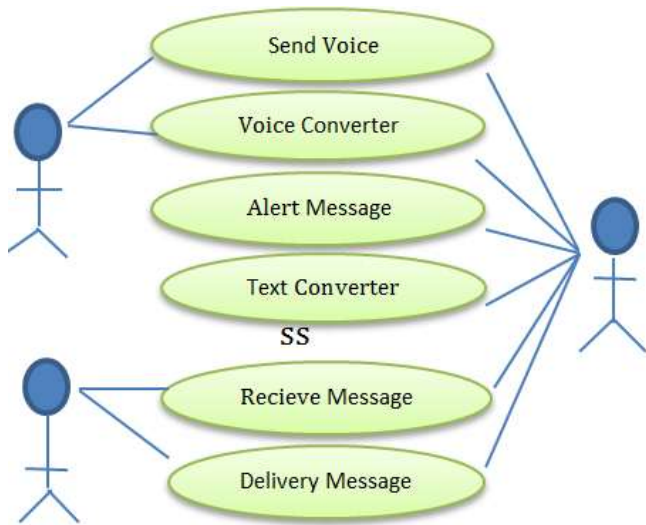 Send Voice
Voice Converter
Alert Message
Text Converter
SS
Recieve Message
Delivery Message